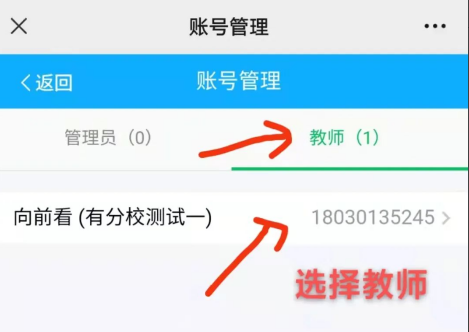 账号管理
返回 账号管理
管理员（0） 教师（1）
向前看 (有分校测试一) 18030135245
选择教师